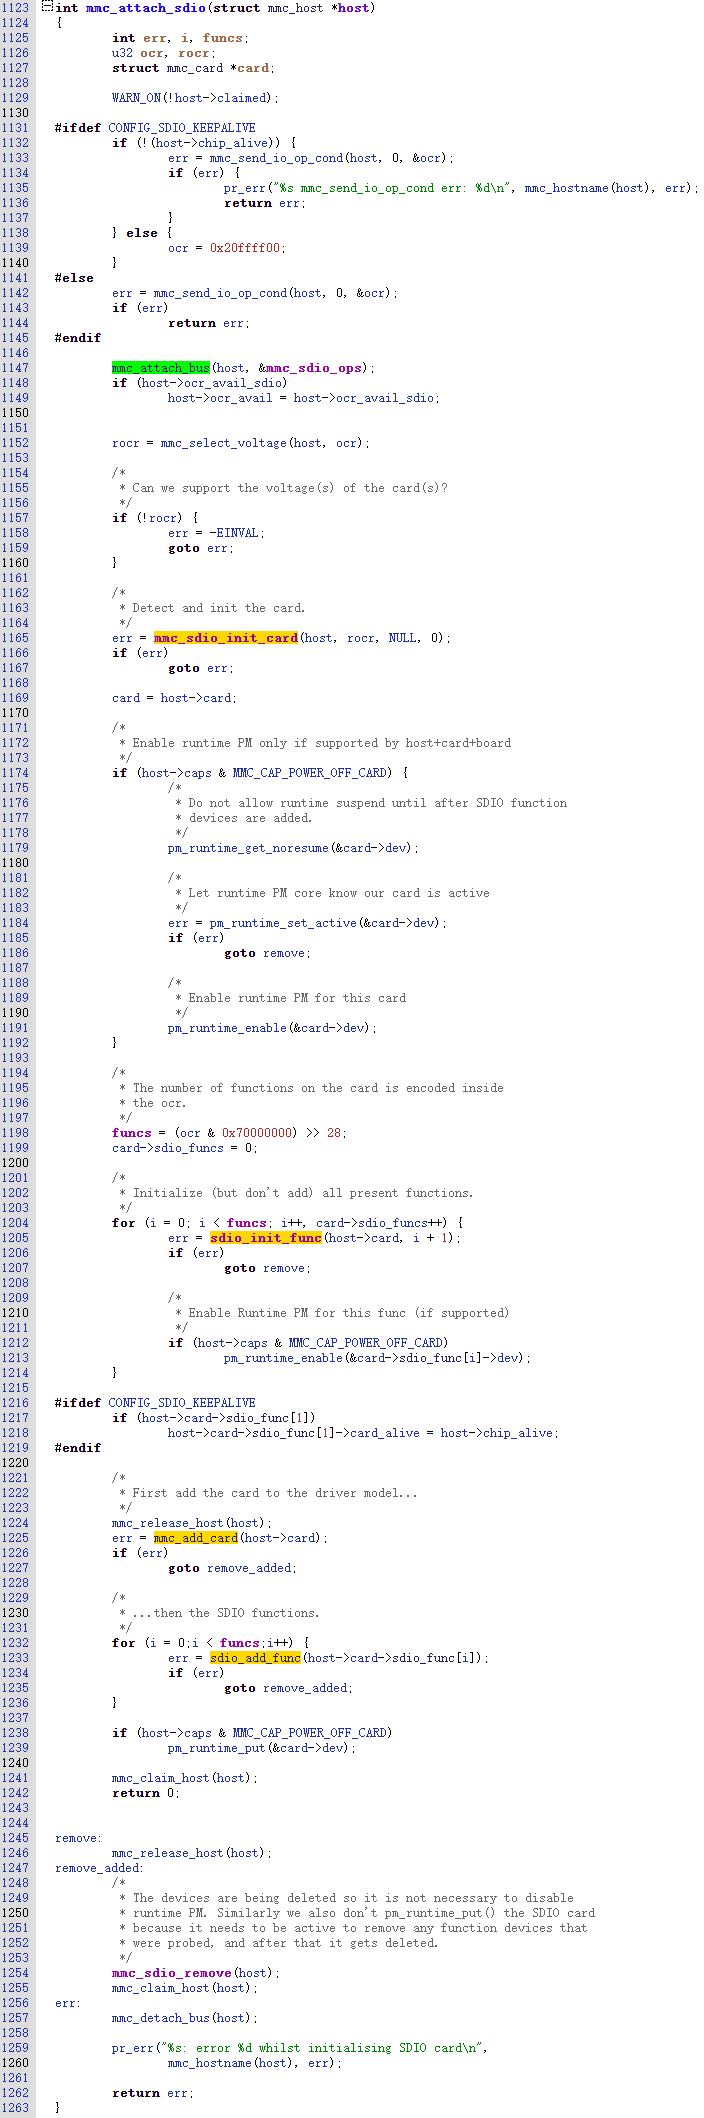 1123 int mmc_attach_sdio(struct mmc_host *host)
1124 {
1125 int err, i, funcs;
1126 u32 ocr, rocr;
1127 struct mmc_card *card;
1128
1129 WARN_ON(!host->claimed);
1130
1131 #ifdef CONFIG_SDIO_KEEPALIVE
1132 if (!(host->chip_alive)) {
1133 err = mmc_send_io_op_cond(host, 0, &ocr);
1134 if (err) {
1135 pr_err("%s mmc_send_io_op_cond err: %d\n", mmc_hostname(host), err);
1136 return err;
1137 }
1138 } else {
1139 ocr = 0x20ffff00;
1140 }
1141 #else
1142 err = mmc_send_io_op_cond(host, 0, &ocr);
1143 if (err)
1144 return err;
1145 #endif
1146
1147 mmc_attach_bus(host, &mmc_sdio_ops);
1148 if (host->ocr_avail_sdio)
1149 host->ocr_avail = host->ocr_avail_sdio;
1150
1151
1152 rocr = mmc_select_voltage(host, ocr);
1153
1154 /*
1155 * Can we support the voltage(s) of the card(s)?
1156 */
1157 if (!rocr) {
1158 err = -EINVAL;
1159 goto err;
1160 }
1161
1162 /*
1163 * Detect and init the card.
1164 */
1165 err = mmc_sdio_init_card(host, rocr, NULL, 0);
1166 if (err)
1167 goto err;
1168
1169 card = host->card;
1170
1171 /*
1172 * Enable runtime PM only if supported by host+card+board
1173 */
1174 if (host->caps & MMC_CAP_POWER_OFF_CARD) {
1175 /*
1176 * Do not allow runtime suspend until after SDIO function
1177 * devices are added.
1178 */
1179 pm_runtime_get_noresume(&card->dev);
1180
1181 /*
1182 * Let runtime PM core know our card is active
1183 */
1184 err = pm_runtime_set_active(&card->dev);
1185 if (err)
1186 goto remove;
1187
1188 /*
1189 * Enable runtime PM for this card
1190 */
1191 pm_runtime_enable(&card->dev);
1192 }
1193
1194 /*
1195 * The number of functions on the card is encoded inside
1196 * the ocr.
1197 */
1198 funcs = (ocr & 0x70000000) >> 28;
1199 card->sdio_funcs = 0;
1200
1201 /*
1202 * Initialize (but don't add) all present functions.
1203 */
1204 for (i = 0; i < funcs; i++, card->sdio_funcs++) {
1205 err = sdio_init_func(host->card, i + 1);
1206 if (err)
1207 goto remove;
1208
1209 /*
1210 * Enable Runtime PM for this func (if supported)
1211 */
1212 if (host->caps & MMC_CAP_POWER_OFF_CARD)
1213 pm_runtime_enable(&card->sdio_func[i]->dev);
1214 }
1215
1216 #ifdef CONFIG_SDIO_KEEPALIVE
1217 if (host->card->sdio_func[1])
1218 host->card->sdio_func[1]->card_alive = host->chip_alive;
1219 #endif
1220
1221 /*
1222 * First add the card to the driver model...
1223 */
1224 mmc_release_host(host);
1225 err = mmc_add_card(host->card);
1226 if (err)
1227 goto remove_added;
1228
1229 /*
1230 * ...then the SDIO functions.
1231 */
1232 for (i = 0;i < funcs;i++) {
1233 err = sdio_add_func(host->card->sdio_func[i]);
1234 if (err)
1235 goto remove_added;
1236 }
1237
1238 if (host->caps & MMC_CAP_POWER_OFF_CARD)
1239 pm_runtime_put(&card->dev);
1240
1241 mmc_claim_host(host);
1242 return 0;
1243
1244
1245 remove:
1246 mmc_release_host(host);
1247 remove_added:
1248 /*
1249 * The devices are being deleted so it is not necessary to disable
1250 * runtime PM. Similarly we also don't pm_runtime_put() the SDIO card
1251 * because it needs to be active to remove any function devices that
1252 * were probed, and after that it gets deleted.
1253 */
1254 mmc_sdio_remove(host);
1255 mmc_claim_host(host);
1256 err:
1257 mmc_detach_bus(host);
1258
1259 pr_err("%s: error %d whilst initialising SDIO card\n",
1260 mmc_hostname(host), err);
1261
1262 return err;
1263 }